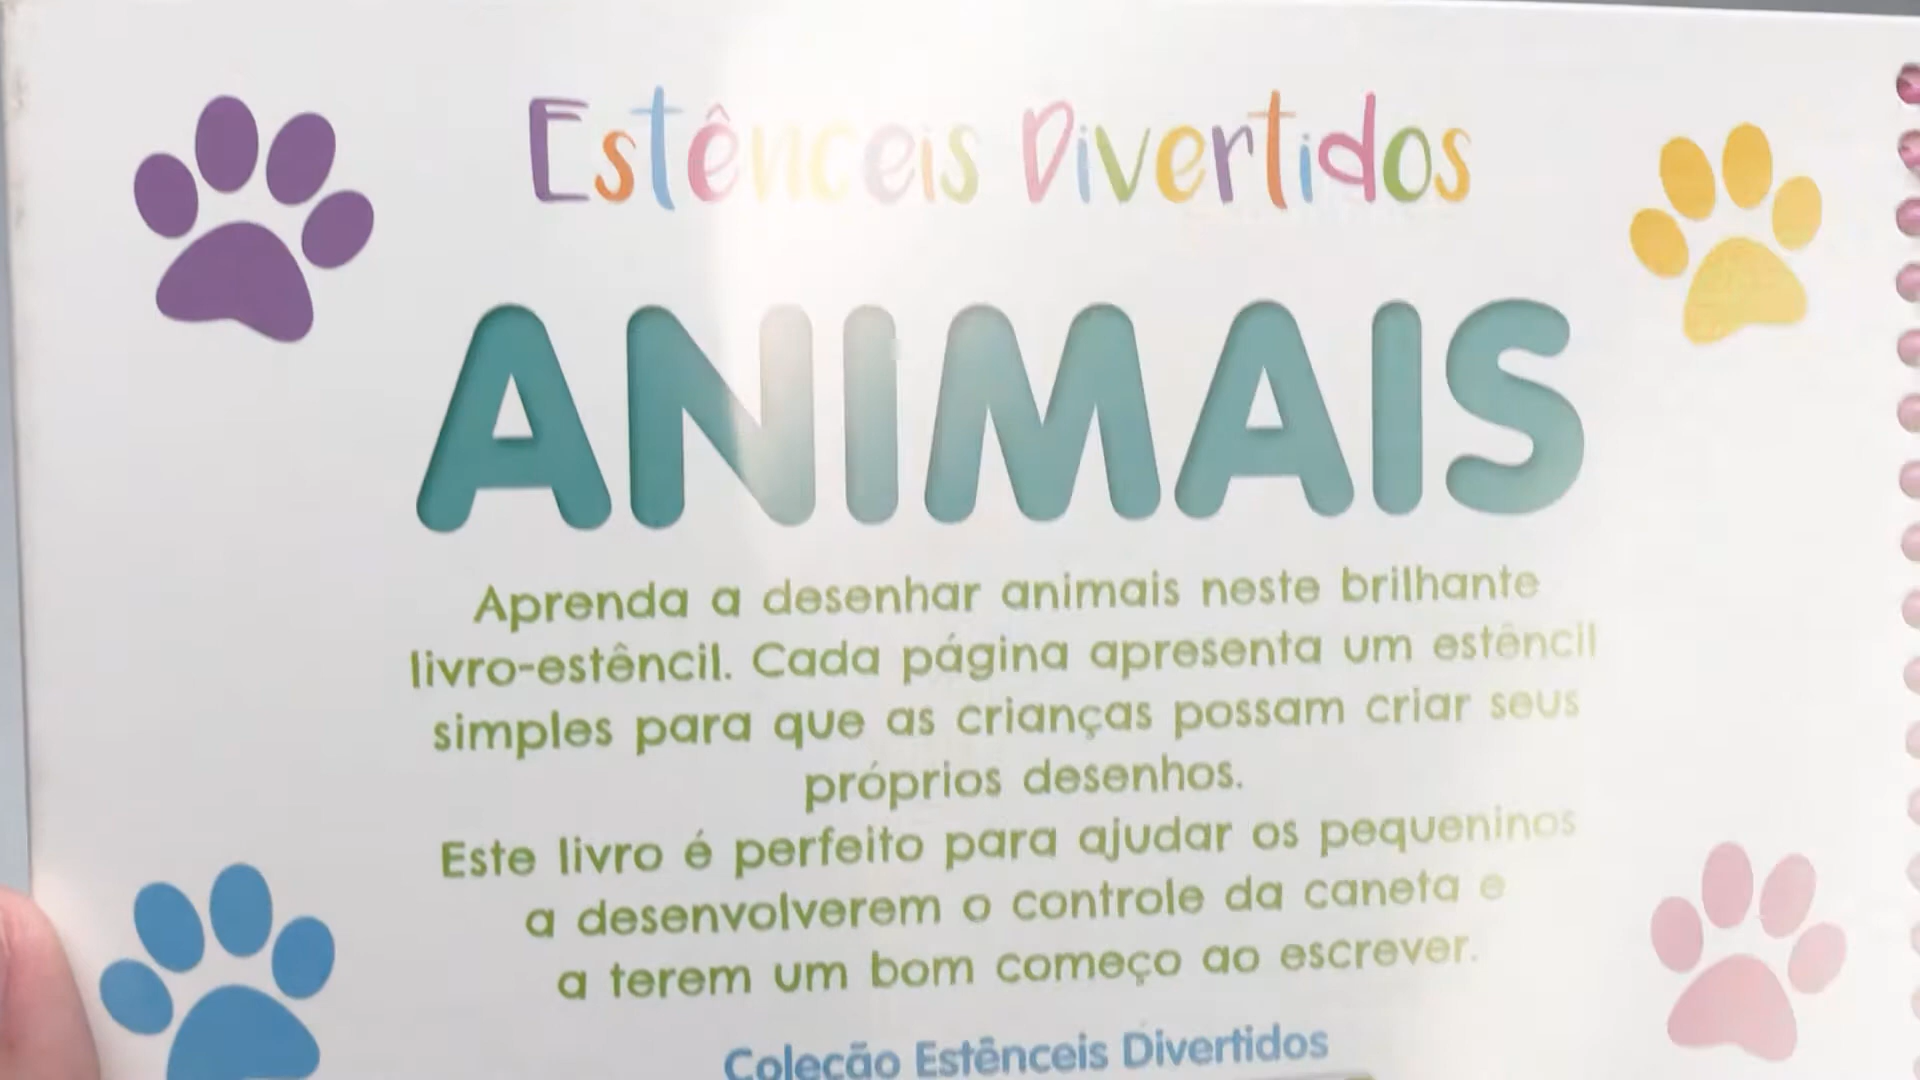 Estênceis Divertidos
ANIMAIS
Aprenda a desenhar animais neste brilhante
livro-estêncil. Cada página apresenta um estêncil
simples para que as crianças possam criar seus
próprios desenhos.
Este livro é perfeito para ajudar os pequeninos
a desenvolverem o controle da caneta e
a terem um bom começo ao escrever.
Coleção Estênceis Divertidos